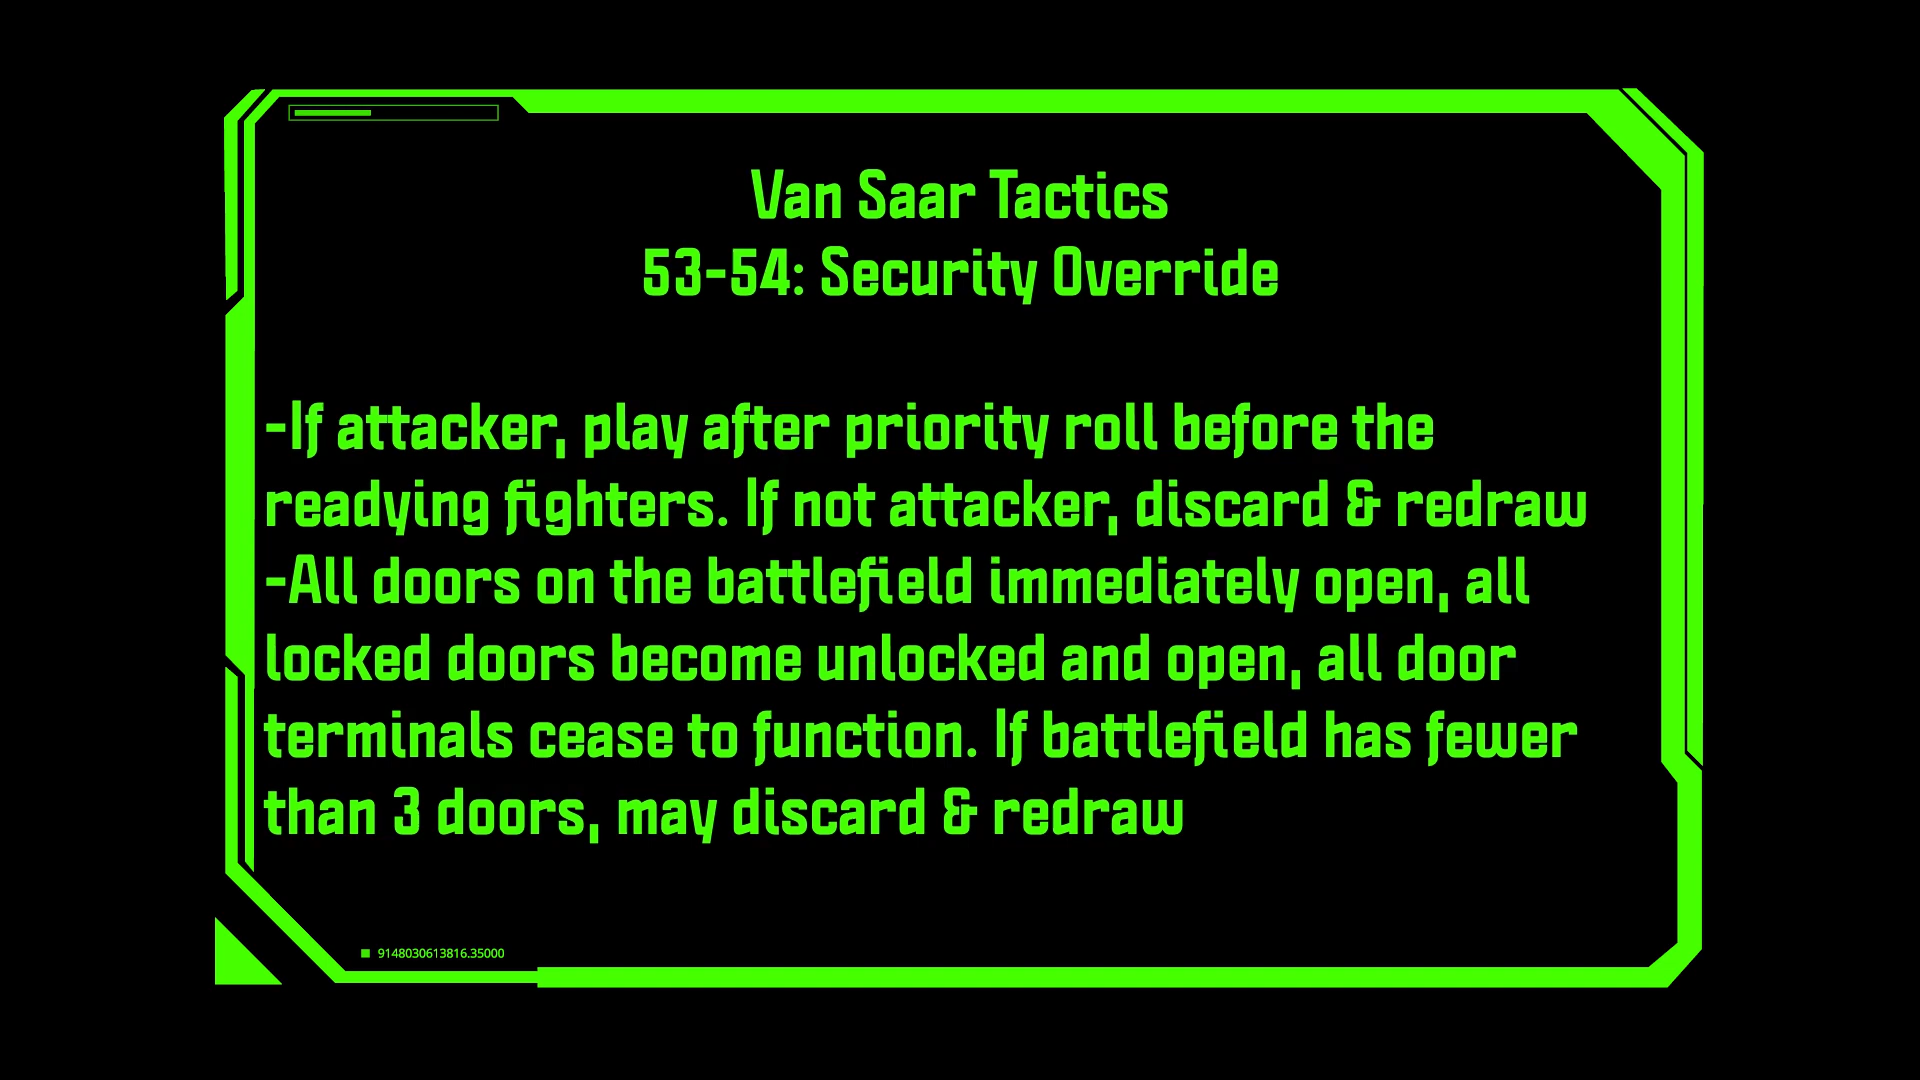 Van Saar Tactics
53-54: Security Override
-If attacker, play after priority roll before the
readying fighters. If not attacker, discard & redraw
-All doors on the battlefield immediately open, all
locked doors become unlocked and open, all door
terminals cease to function. If battlefield has fewer
than 3 doors, may discard & redraw
9148030613816.35000